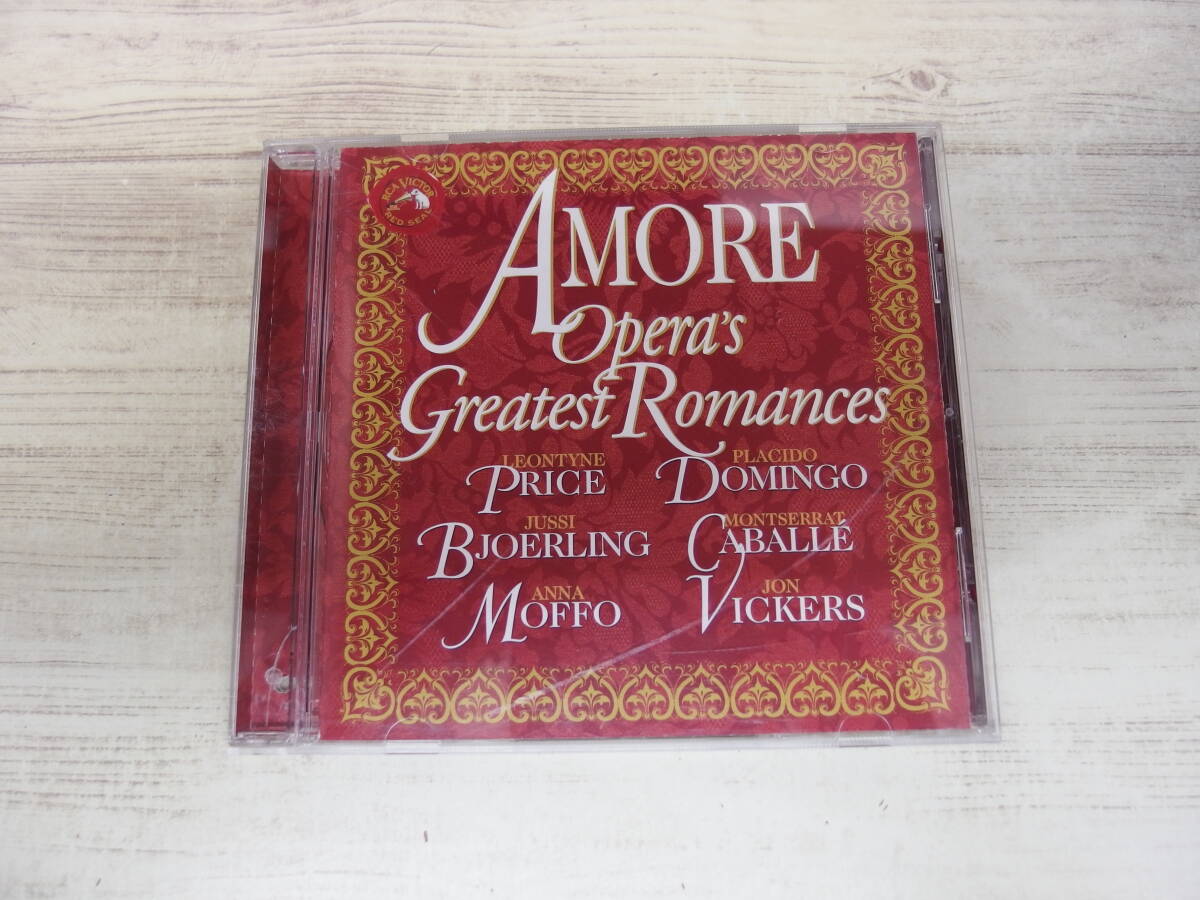 RCA VICTOR
RED SEAL
AMORE
Opera's
Greatest Romances
LEONTYNE
PRICE
PLACIDO
DOMINGO
JUSSI
BJOERLING
MONTSERRAT
CABALLÉ
ANNA
MOFFO
JON
VICKERS